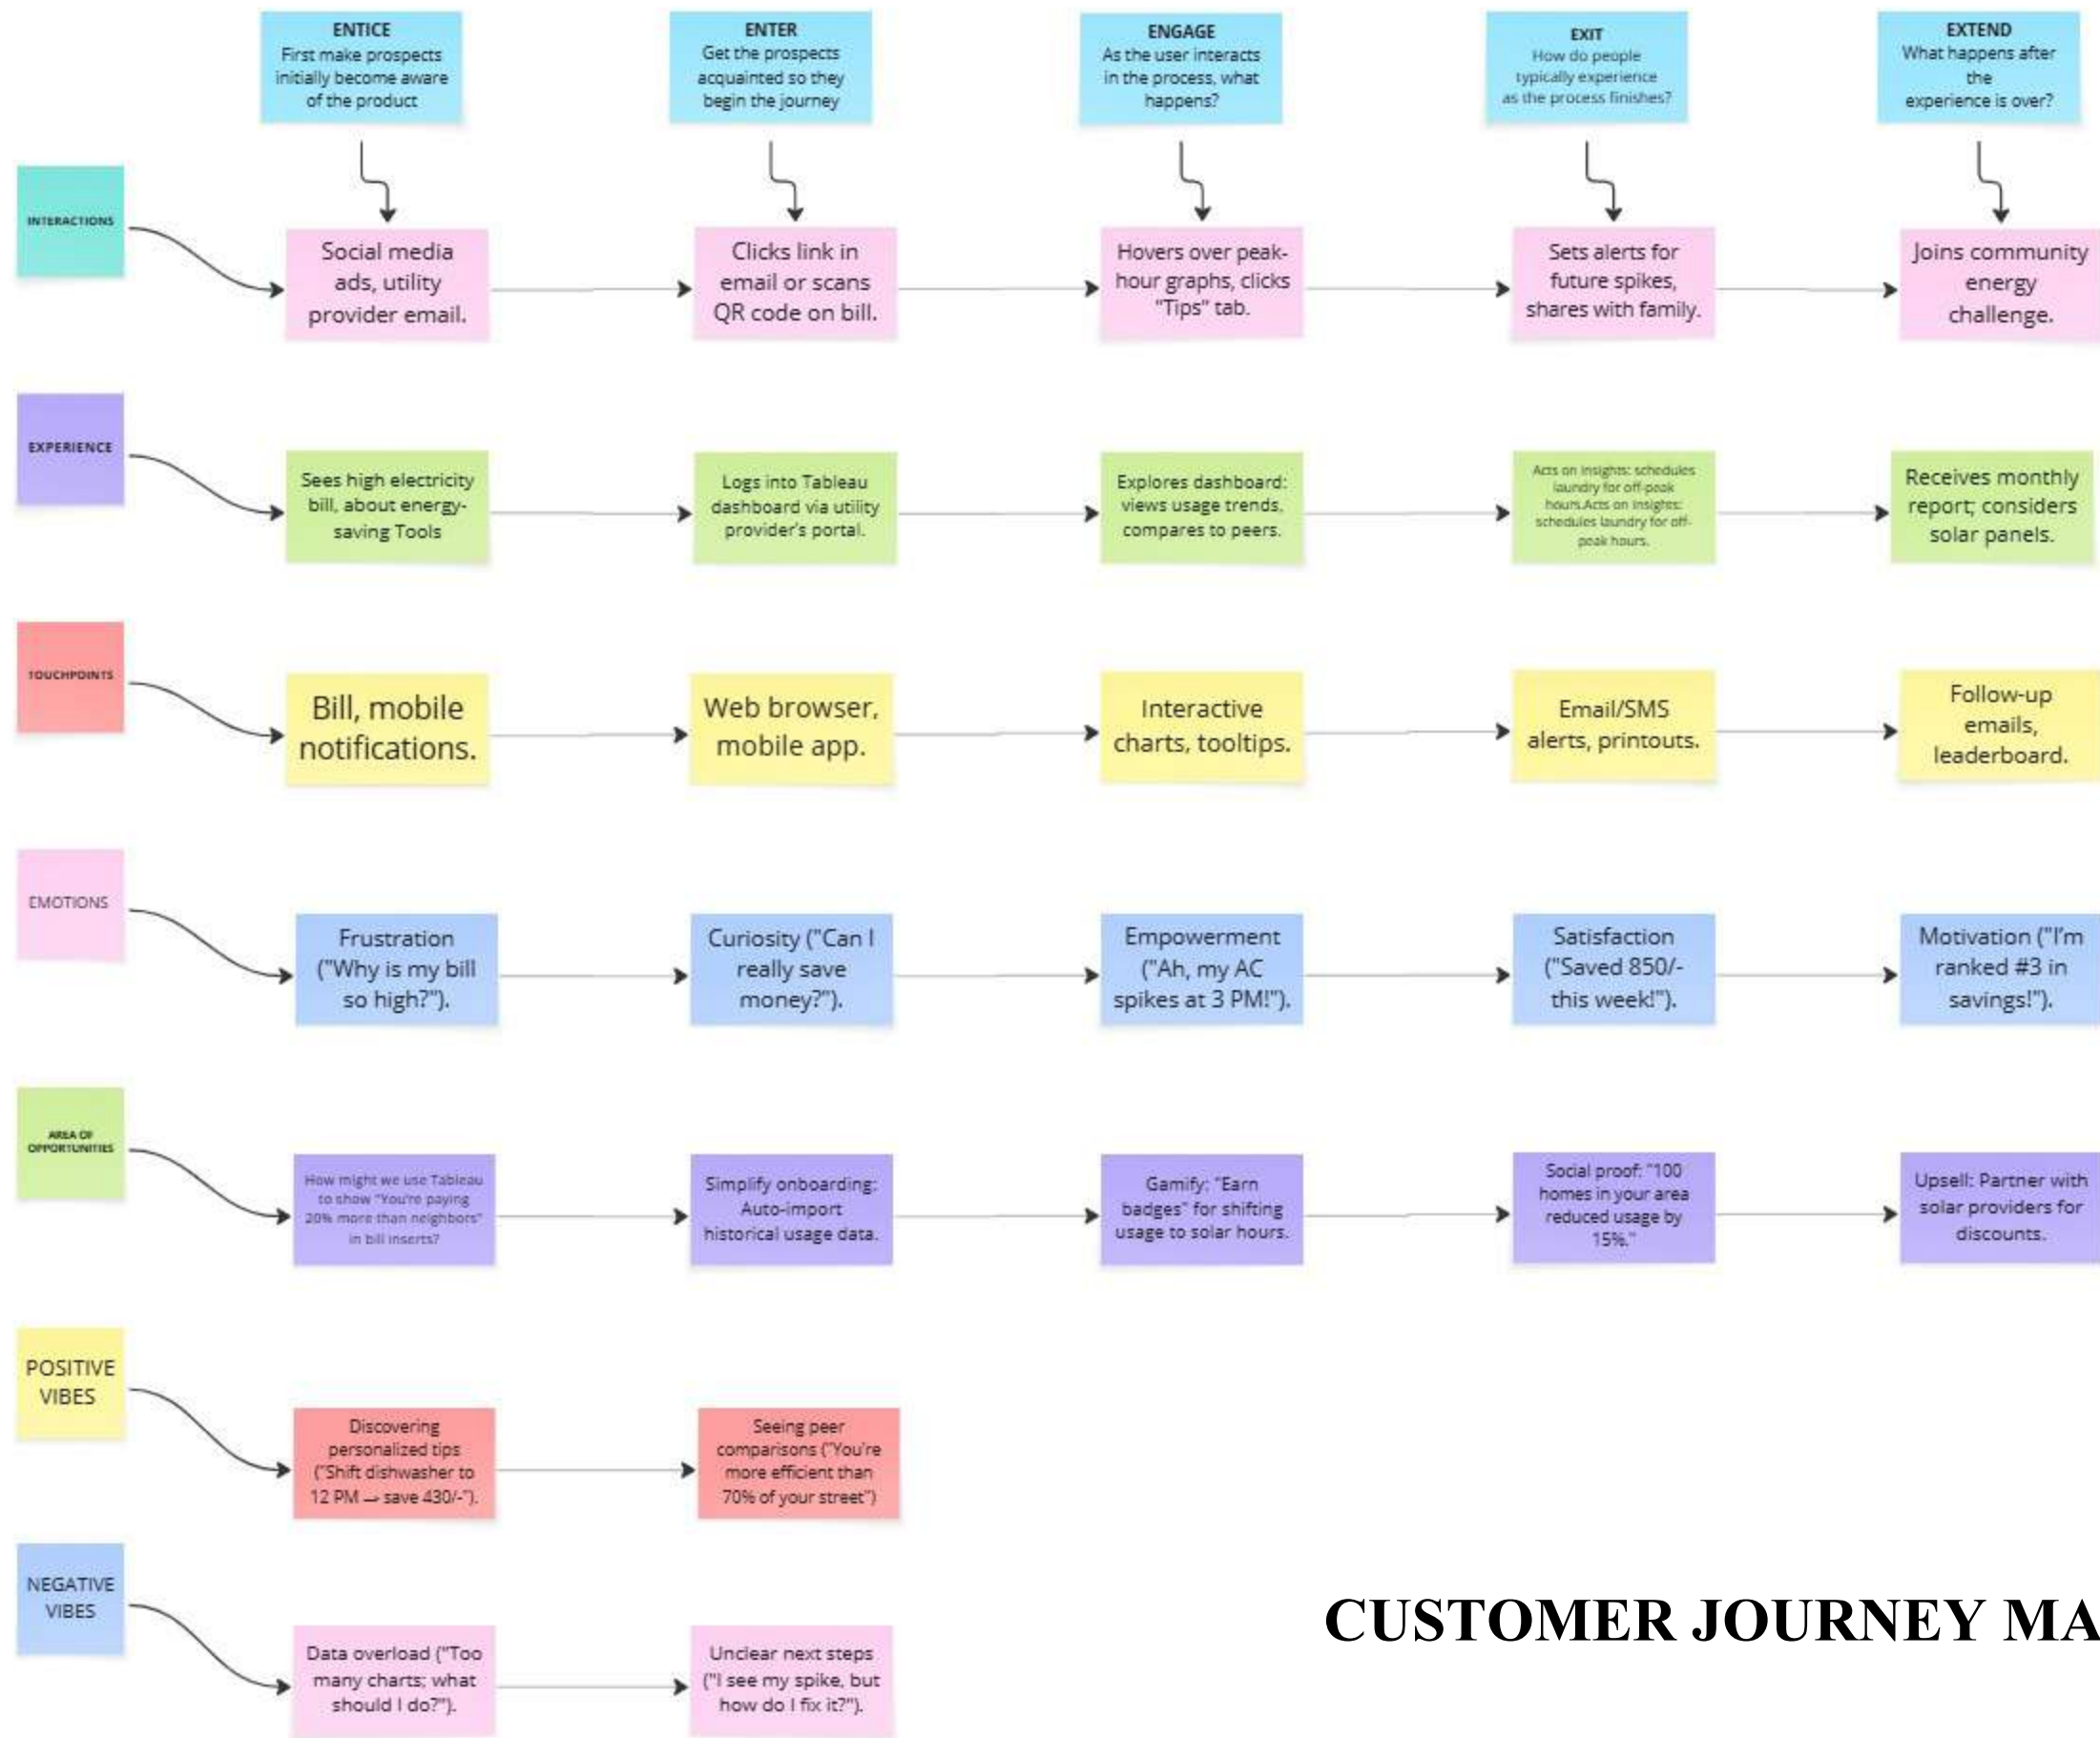 ENTICE
First make prospects
initially become aware
of the product
ENTER
Get the prospects
acquainted so they
begin the journey
ENGAGE
As the user interacts
in the process, what
happens?
EXIT
How do people
typically experience
as the process finishes?
EXTEND
What happens after
the
experience is over?
INTERACTIONS
Social media
ads, utility
provider email.
Clicks link in
email or scans
QR code on bill.
Hovers over peak-
hour graphs, clicks
"Tips" tab.
Sets alerts for
future spikes,
shares with family.
Joins community
energy
challenge.
EXPERIENCE
Sees high electricity
bill, about energy-
saving Tools
Logs into Tableau
dashboard via utility
provider's portal.
Explores dashboard:
views usage trends,
compares to peers.
Acts on insights: schedules
laundry for off-peak
hours.Acts on insights:
schedules laundry for off-
peak hours.
Receives monthly
report; considers
solar panels.
TOUCHPOINTS
Bill, mobile
notifications.
Web browser,
mobile app.
Interactive
charts, tooltips.
Email/SMS
alerts, printouts.
Follow-up
emails,
leaderboard.
EMOTIONS
Frustration
("Why is my bill
so high?").
Curiosity ("Can I
really save
money?").
Empowerment
("Ah, my AC
spikes at 3 PM!").
Satisfaction
("Saved 850/-
this week!").
Motivation ("I'm
ranked #3 in
savings!").
AREA OF
OPPORTUNITIES
How might we use Tableau
to show "You're paying
20% more than neighbors"
in bill inserts?
Simplify onboarding:
Auto-import
historical usage data.
Gamify: "Earn
badges" for shifting
usage to solar hours.
Social proof: "100
homes in your area
reduced usage by
15%."
Upsell: Partner with
solar providers for
discounts.
POSITIVE
VIBES
Discovering
personalized tips
("Shift dishwasher to
12 PM → save 430/-").
Seeing peer
comparisons ("You're
more efficient than
70% of your street")
NEGATIVE
VIBES
Data overload ("Too
many charts; what
should I do?").
Unclear next steps
("I see my spike, but
how do I fix it?").
CUSTOMER JOURNEY MA